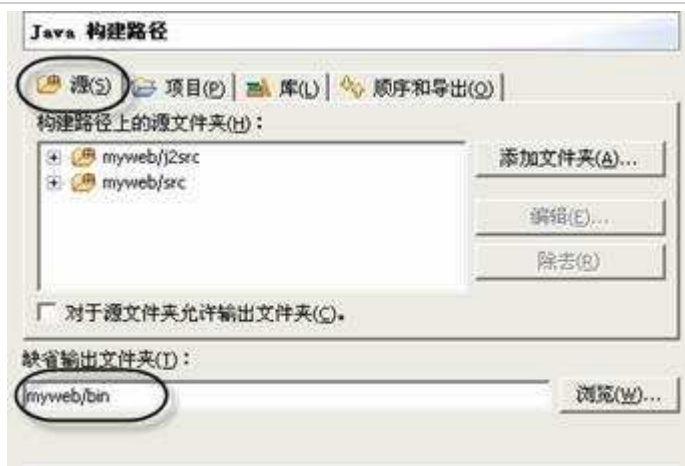 Java 构建路径
源(S) 项目(P) 库(L) 顺序和导出(O)
构建路径上的源文件夹(H)：
myweb/j2src
添加文件夹(A)...
myweb/src
编辑(E)...
除去(R)
对于源文件夹允许输出文件夹(C)。
缺省输出文件夹(T)：
myweb/bin
浏览(W)...